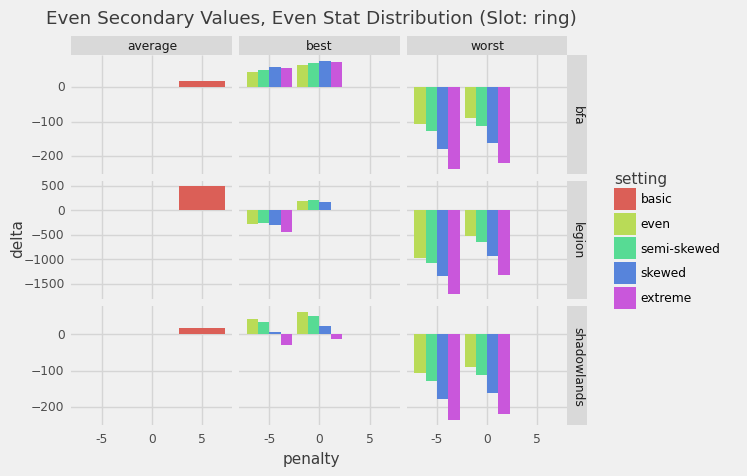 Even Secondary Values, Even Stat Distribution (Slot: ring)
average best worst
0
−100
−200
bfa
500
0
−500
−1000
−1500
legion
0
−100
−200
shadowlands
delta
-5 0 5 -5 0 5 -5 0 5
penalty
setting
basic
even
semi-skewed
skewed
extreme